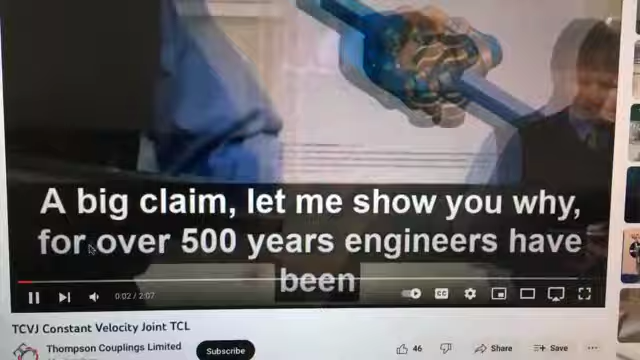 A big claim, let me show you why,
for over 500 years engineers have
been
0:02 / 2:07
CC
TCVJ Constant Velocity Joint TCL
Thompson Couplings Limited
Subscribe
46
Share
Save